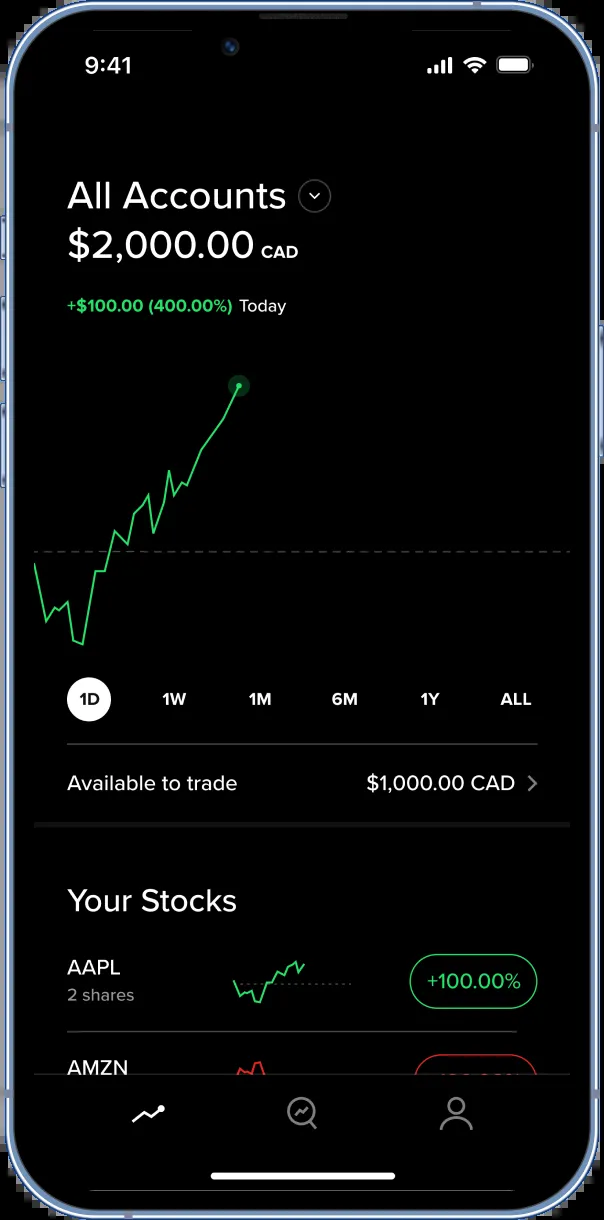 9:41
All Accounts
$2,000.00 CAD
+$100.00 (400.00%) Today
1D 1W 1M 6M 1Y ALL
Available to trade $1,000.00 CAD
Your Stocks
AAPL
2 shares
+100.00%
AMZN